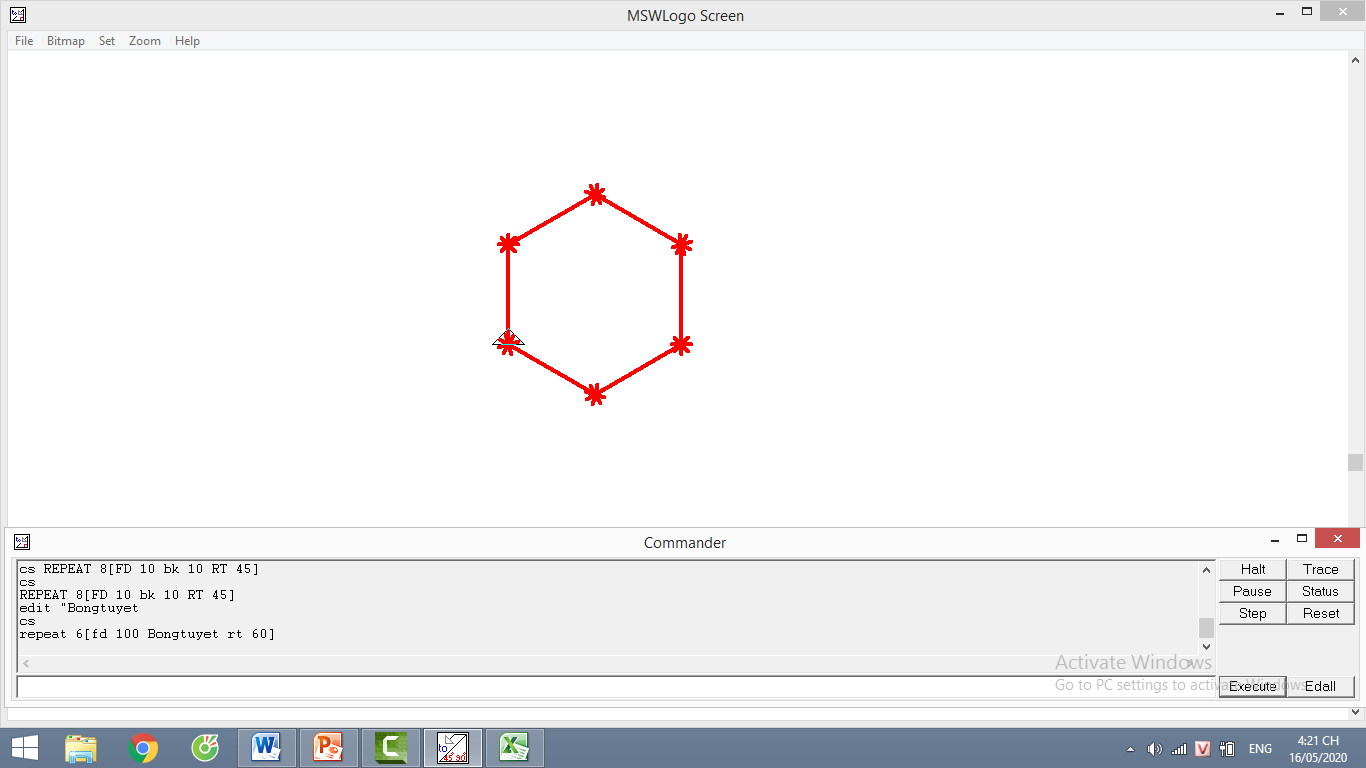 MSWLogo Screen
File Bitmap Set Zoom Help
Commander
cs REPEAT 8[FD 10 bk 10 RT 45]
cs
REPEAT 8[FD 10 bk 10 RT 45]
edit "Bongtuyet
cs
repeat 6[fd 100 Bongtuyet rt 60]
Halt Trace
Pause Status
Step Reset
Activate Windows
Go to PC settings to activate Windows.
Execute Edall
ENG
4:21 CH
16/05/2020